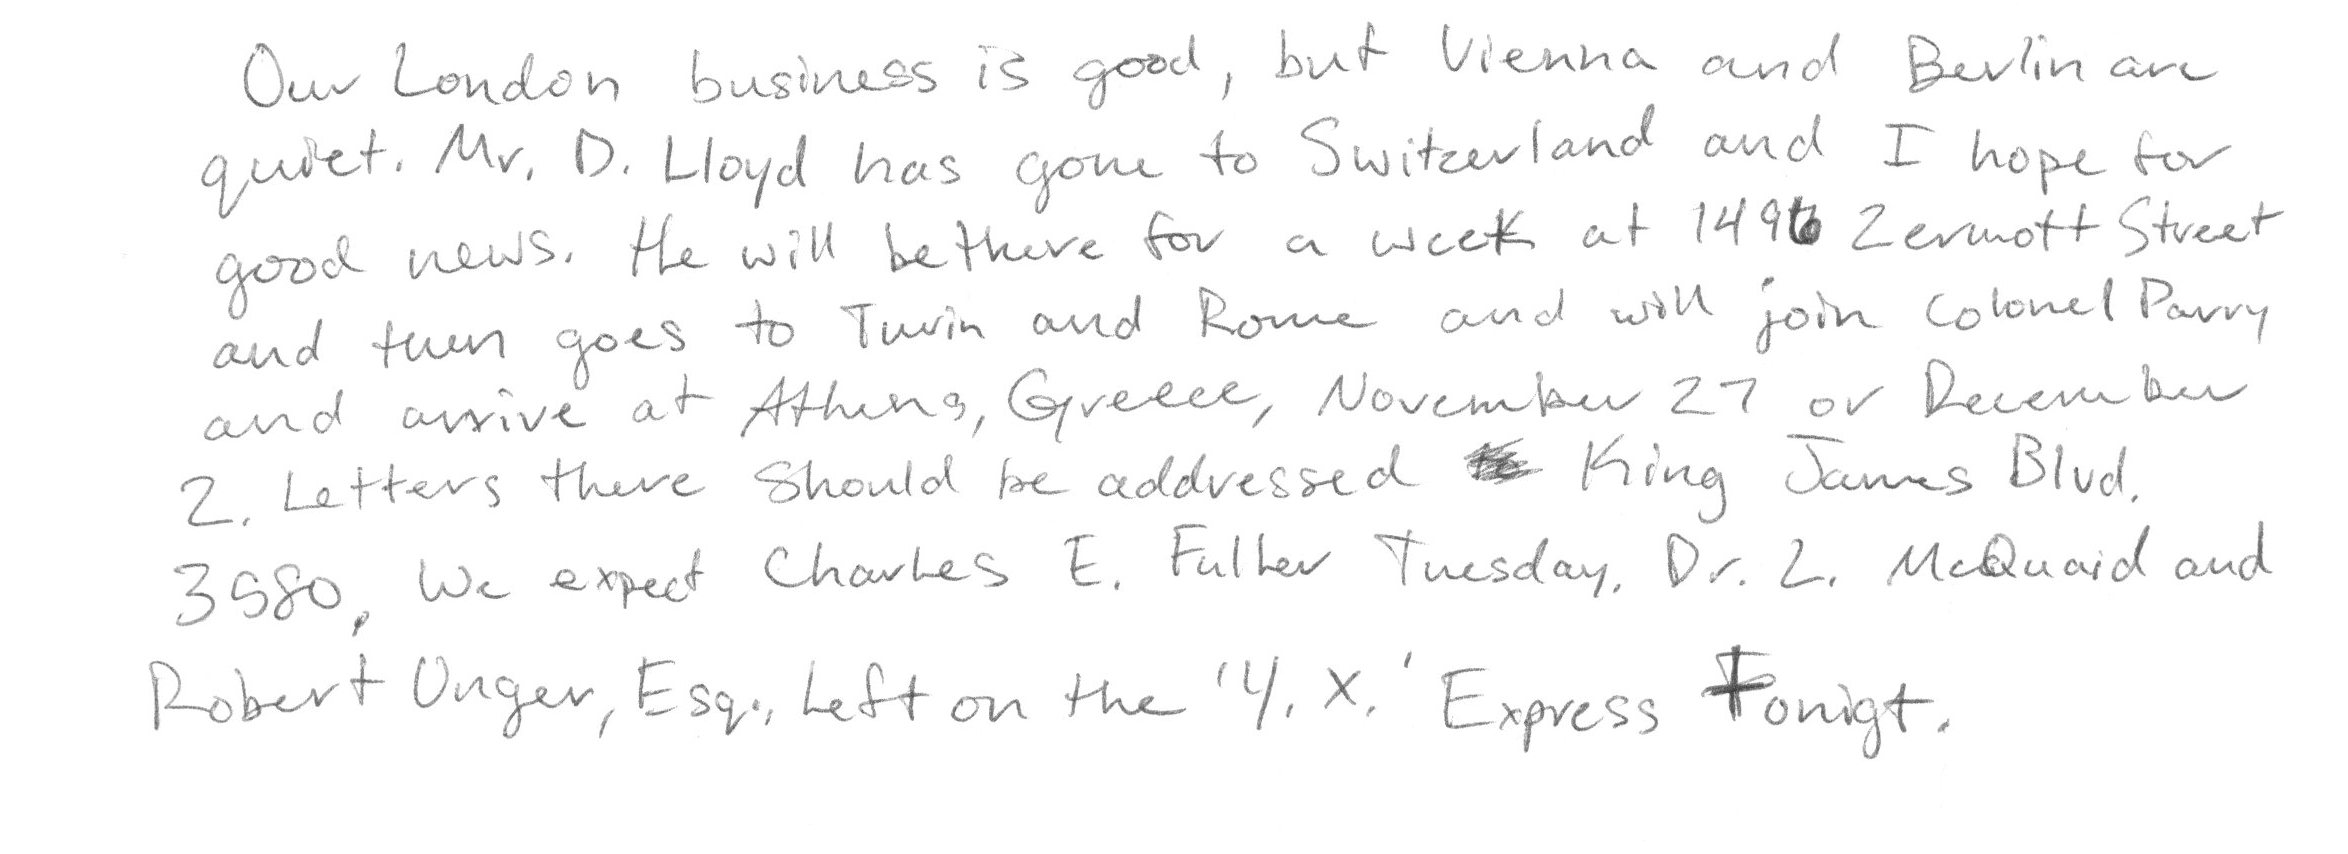 Our London business is good, but Vienna and Berlin are
quiet. Mr. D. Lloyd has gone to Switzerland and I hope for
good news. He will be there for a week at 1496 Zermott Street
and then goes to Turin and Rome and will join Colonel Parry
and arrive at Athens, Greece, November 27 or December
2. Letters there Should be addressed King James Blvd.
3580. We expect Charles E. Fuller Tuesday. Dr. L. McQuaid and
Robert Unger, Esq., Left on the 'Y. X.' Express Tonigt.